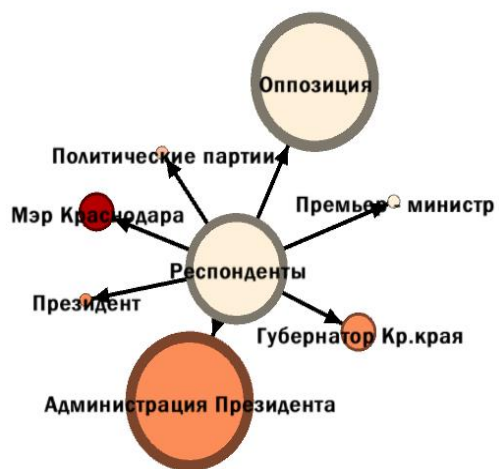 Оппозиция
Политические партии
Мэр Краснодара
Премьер - министр
Респонденты
Президент
Губернатор Кр.края
Администрация Президента